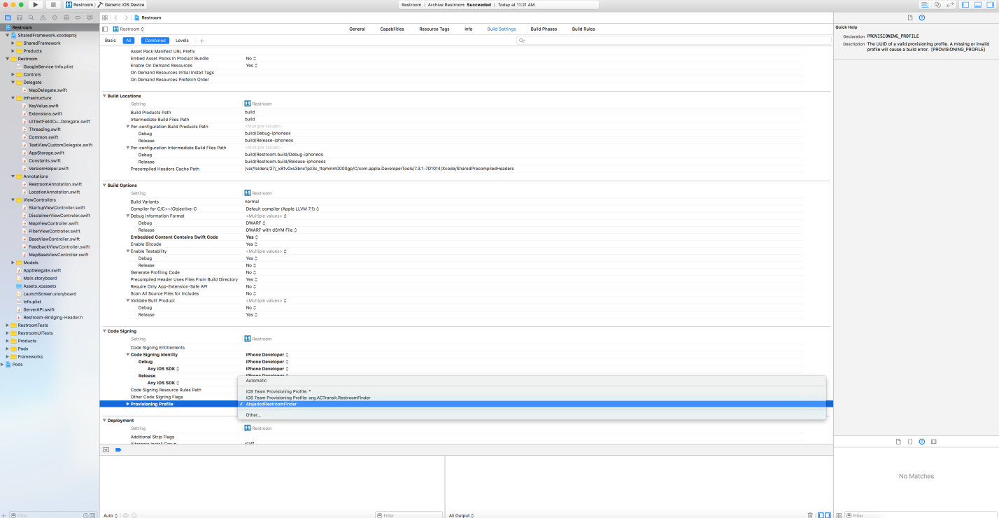 Restroom Generic iOS Device
Restroom | Archive Restroom: Succeeded | Today at 11:21 AM
Restroom
SharedFramework.xcodeproj
SharedFramework
Products
Restroom
GoogleService-Info.plist
Controls
Delegate
MapDelegate.swift
Infrastructure
KeyValue.swift
Extensions.swift
UITextFieldCu...Delegate.swift
Threading.swift
Common.swift
TextViewCustomDelegate.swift
AppStorage.swift
Constants.swift
VersionHelper.swift
Annotations
RestroomAnnotation.swift
LocationAnnotation.swift
ViewControllers
StartupViewController.swift
DisclaimerViewControler.swift
MapViewController.swift
FilterViewController.swift
BaseViewController.swift
FeedbackViewController.swift
MapBaseViewController.swift
Models
AppDelegate.swift
Main.storyboard
Assets.xcassets
LaunchScreen.storyboard
Info.plist
ServerAPI.swift
Restroom-Bridging-Header.h
RestroomTests
RestroomUITests
Products
Pods
Frameworks
Pods
Filter
Restroom
Restroom
General Capabilities Resource Tags Info Build Settings Build Phases Build Rules
Basic All Combined Levels +
Asset Pack Manifest URL Prefix
Embed Asset Packs In Product Bundle No
Enable On Demand Resources Yes
On Demand Resources Initial Install Tags
On Demand Resources Prefetch Order
Build Locations
Setting Restroom
Build Products Path build
Intermediate Build Files Path build
Per-configuration Build Products Path <Multiple values>
Debug build/Debug-iphoneos
Release build/Release-iphoneos
Per-configuration Intermediate Build Files Path <Multiple values>
Debug build/Restroom.build/Debug-iphoneos
Release build/Restroom.build/Release-iphoneos
Precompiled Headers Cache Path /var/folders/27/_x81v0xs3bnc1pz3c_ttqmmm0000gp/C/com.apple.DeveloperTools/7.3.1-7D1014/Xcode/SharedPrecompiledHeaders
Build Options
Setting Restroom
Build Variants normal
Compiler for C/C++/Objective-C Default compiler (Apple LLVM 7.1)
Debug Information Format <Multiple values>
Debug DWARF
Release DWARF with dSYM File
Embedded Content Contains Swift Code Yes
Enable Bitcode Yes
Enable Testability <Multiple values>
Debug Yes
Release No
Generate Profiling Code No
Precompiled Header Uses Files From Build Directory Yes
Require Only App-Extension-Safe API No
Scan All Source Files for Includes No
Validate Built Product <Multiple values>
Debug No
Release Yes
Code Signing
Setting Restroom
Code Signing Entitlements
Code Signing Identity iPhone Developer
Debug iPhone Developer
Any iOS SDK iPhone Developer
Release iPhone Developer
Any iOS SDK
Automatic
Code Signing Resource Rules Path
iOS Team Provisioning Profile: *
Other Code Signing Flags
iOS Team Provisioning Profile: org.ACTransit.RestroomFinder
Provisioning Profile ✓ AtajadodRestroomFinder
Other...
Deployment
Setting Restroom
Additional Strip Flags
Alternate Install Group staff
Auto
Filter
All Output
Quick Help
Declaration PROVISIONING_PROFILE
Description The UUID of a valid provisioning profile. A missing or invalid
profile will cause a build error. [PROVISIONING_PROFILE]
No Matches
Filter